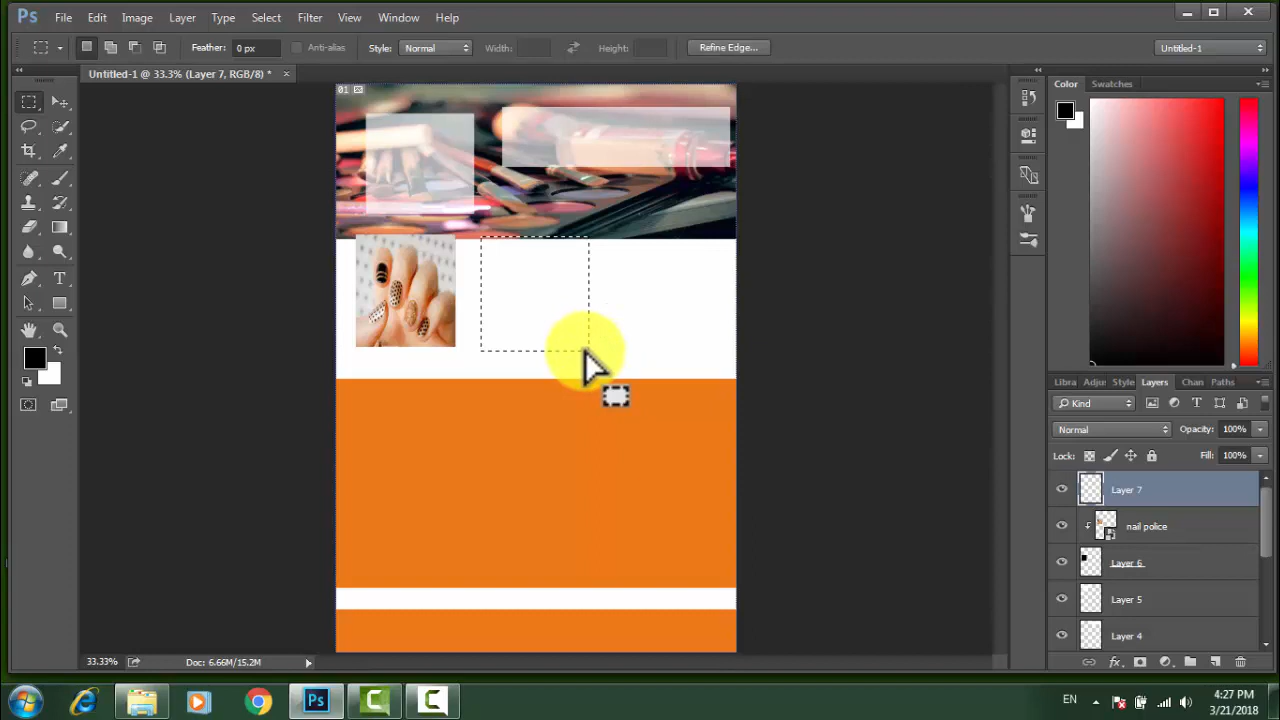 Ps File Edit Image Layer Type Select Filter View Window Help
Feather: 0 px Anti-alias Style: Normal Width: Height: Refine Edge... Untitled-1
Untitled-1 @ 33.3% (Layer 7, RGB/8) * ×
01
Color Swatches
Libra Adju Style Layers Chan Paths
Kind
Normal Opacity: 100%
Lock: Fill: 100%
Layer 7
nail police
Layer 6
Layer 5
Layer 4
33.33% Doc: 6.66M/15.2M
Ps EN 4:27 PM
3/21/2018